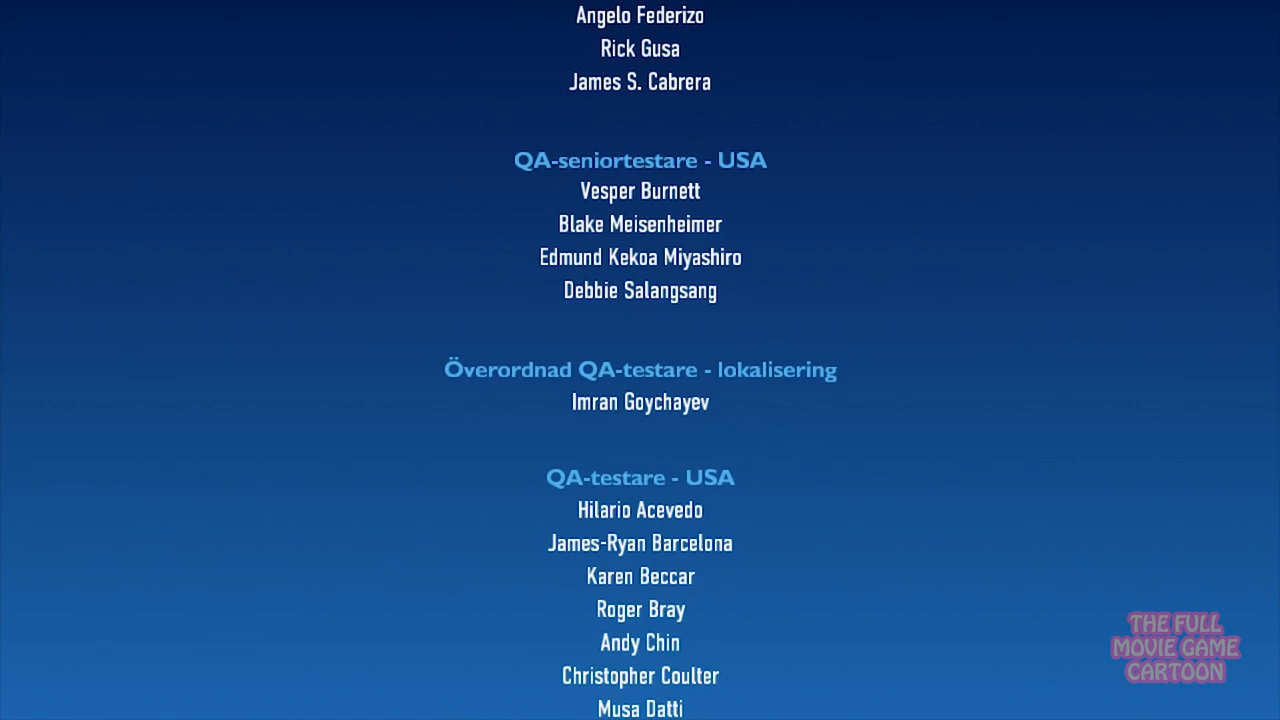 Angelo Federizo
Rick Gusa
James S. Cabrera
QA-seniortestare - USA
Vesper Burnett
Blake Meisenheimer
Edmund Kekoa Miyashiro
Debbie Salangsang
Överordnad QA-testare - lokalisering
Imran Goychayev
QA-testare - USA
Hilario Acevedo
James-Ryan Barcelona
Karen Beccar
Roger Bray
Andy Chin
Christopher Coulter
Musa Datti
THE FULL
MOVIE GAME
CARTOON